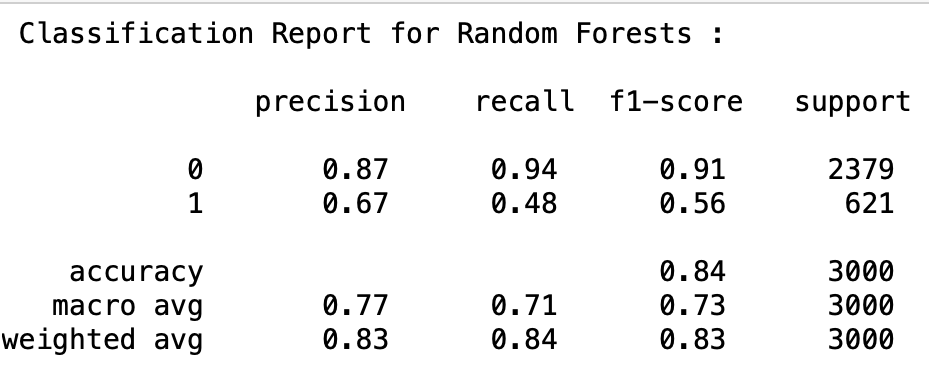 Classification Report for Random Forests :
precision recall f1-score support
0 0.87 0.94 0.91 2379
1 0.67 0.48 0.56 621
accuracy 0.84 3000
macro avg 0.77 0.71 0.73 3000
weighted avg 0.83 0.84 0.83 3000